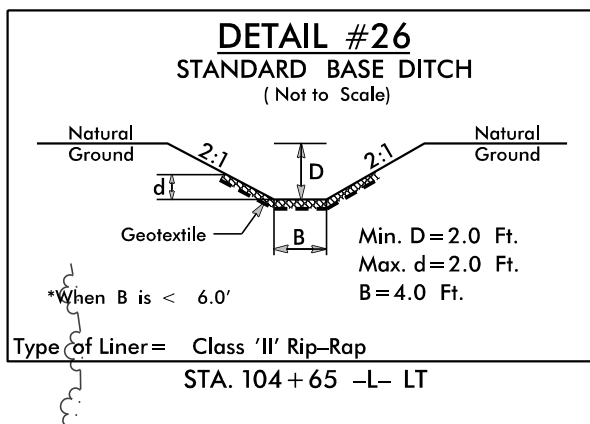 DETAIL #26
STANDARD BASE DITCH
( Not to Scale)
Natural
Ground
2:1
D
2:1
Natural
Ground
d
Geotextile
B
Min. D=2.0 Ft.
Max. d=2.0 Ft.
B=4.0 Ft.
*When B is < 6.0'
Type of Liner= Class 'II' Rip-Rap
STA. 104+65 -L- LT